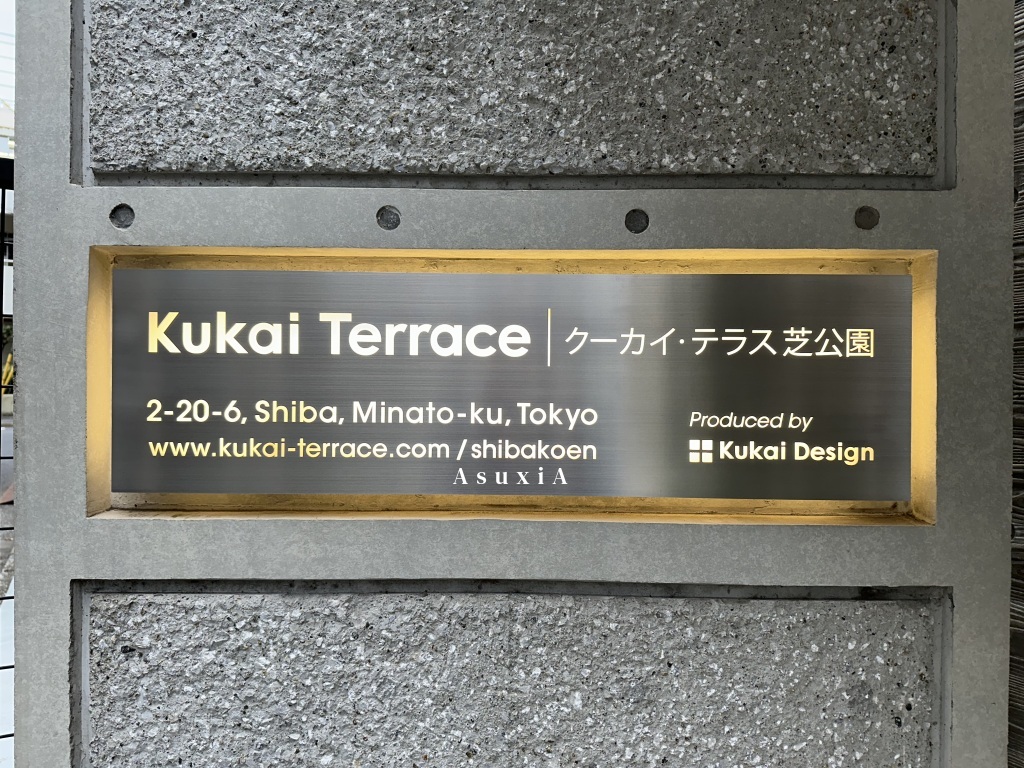 Kukai Terrace | クーカイ・テラス 芝公園
2-20-6, Shiba, Minato-ku, Tokyo
www.kukai-terrace.com / shibakoen
AsuxiA
Produced by
Kukai Design